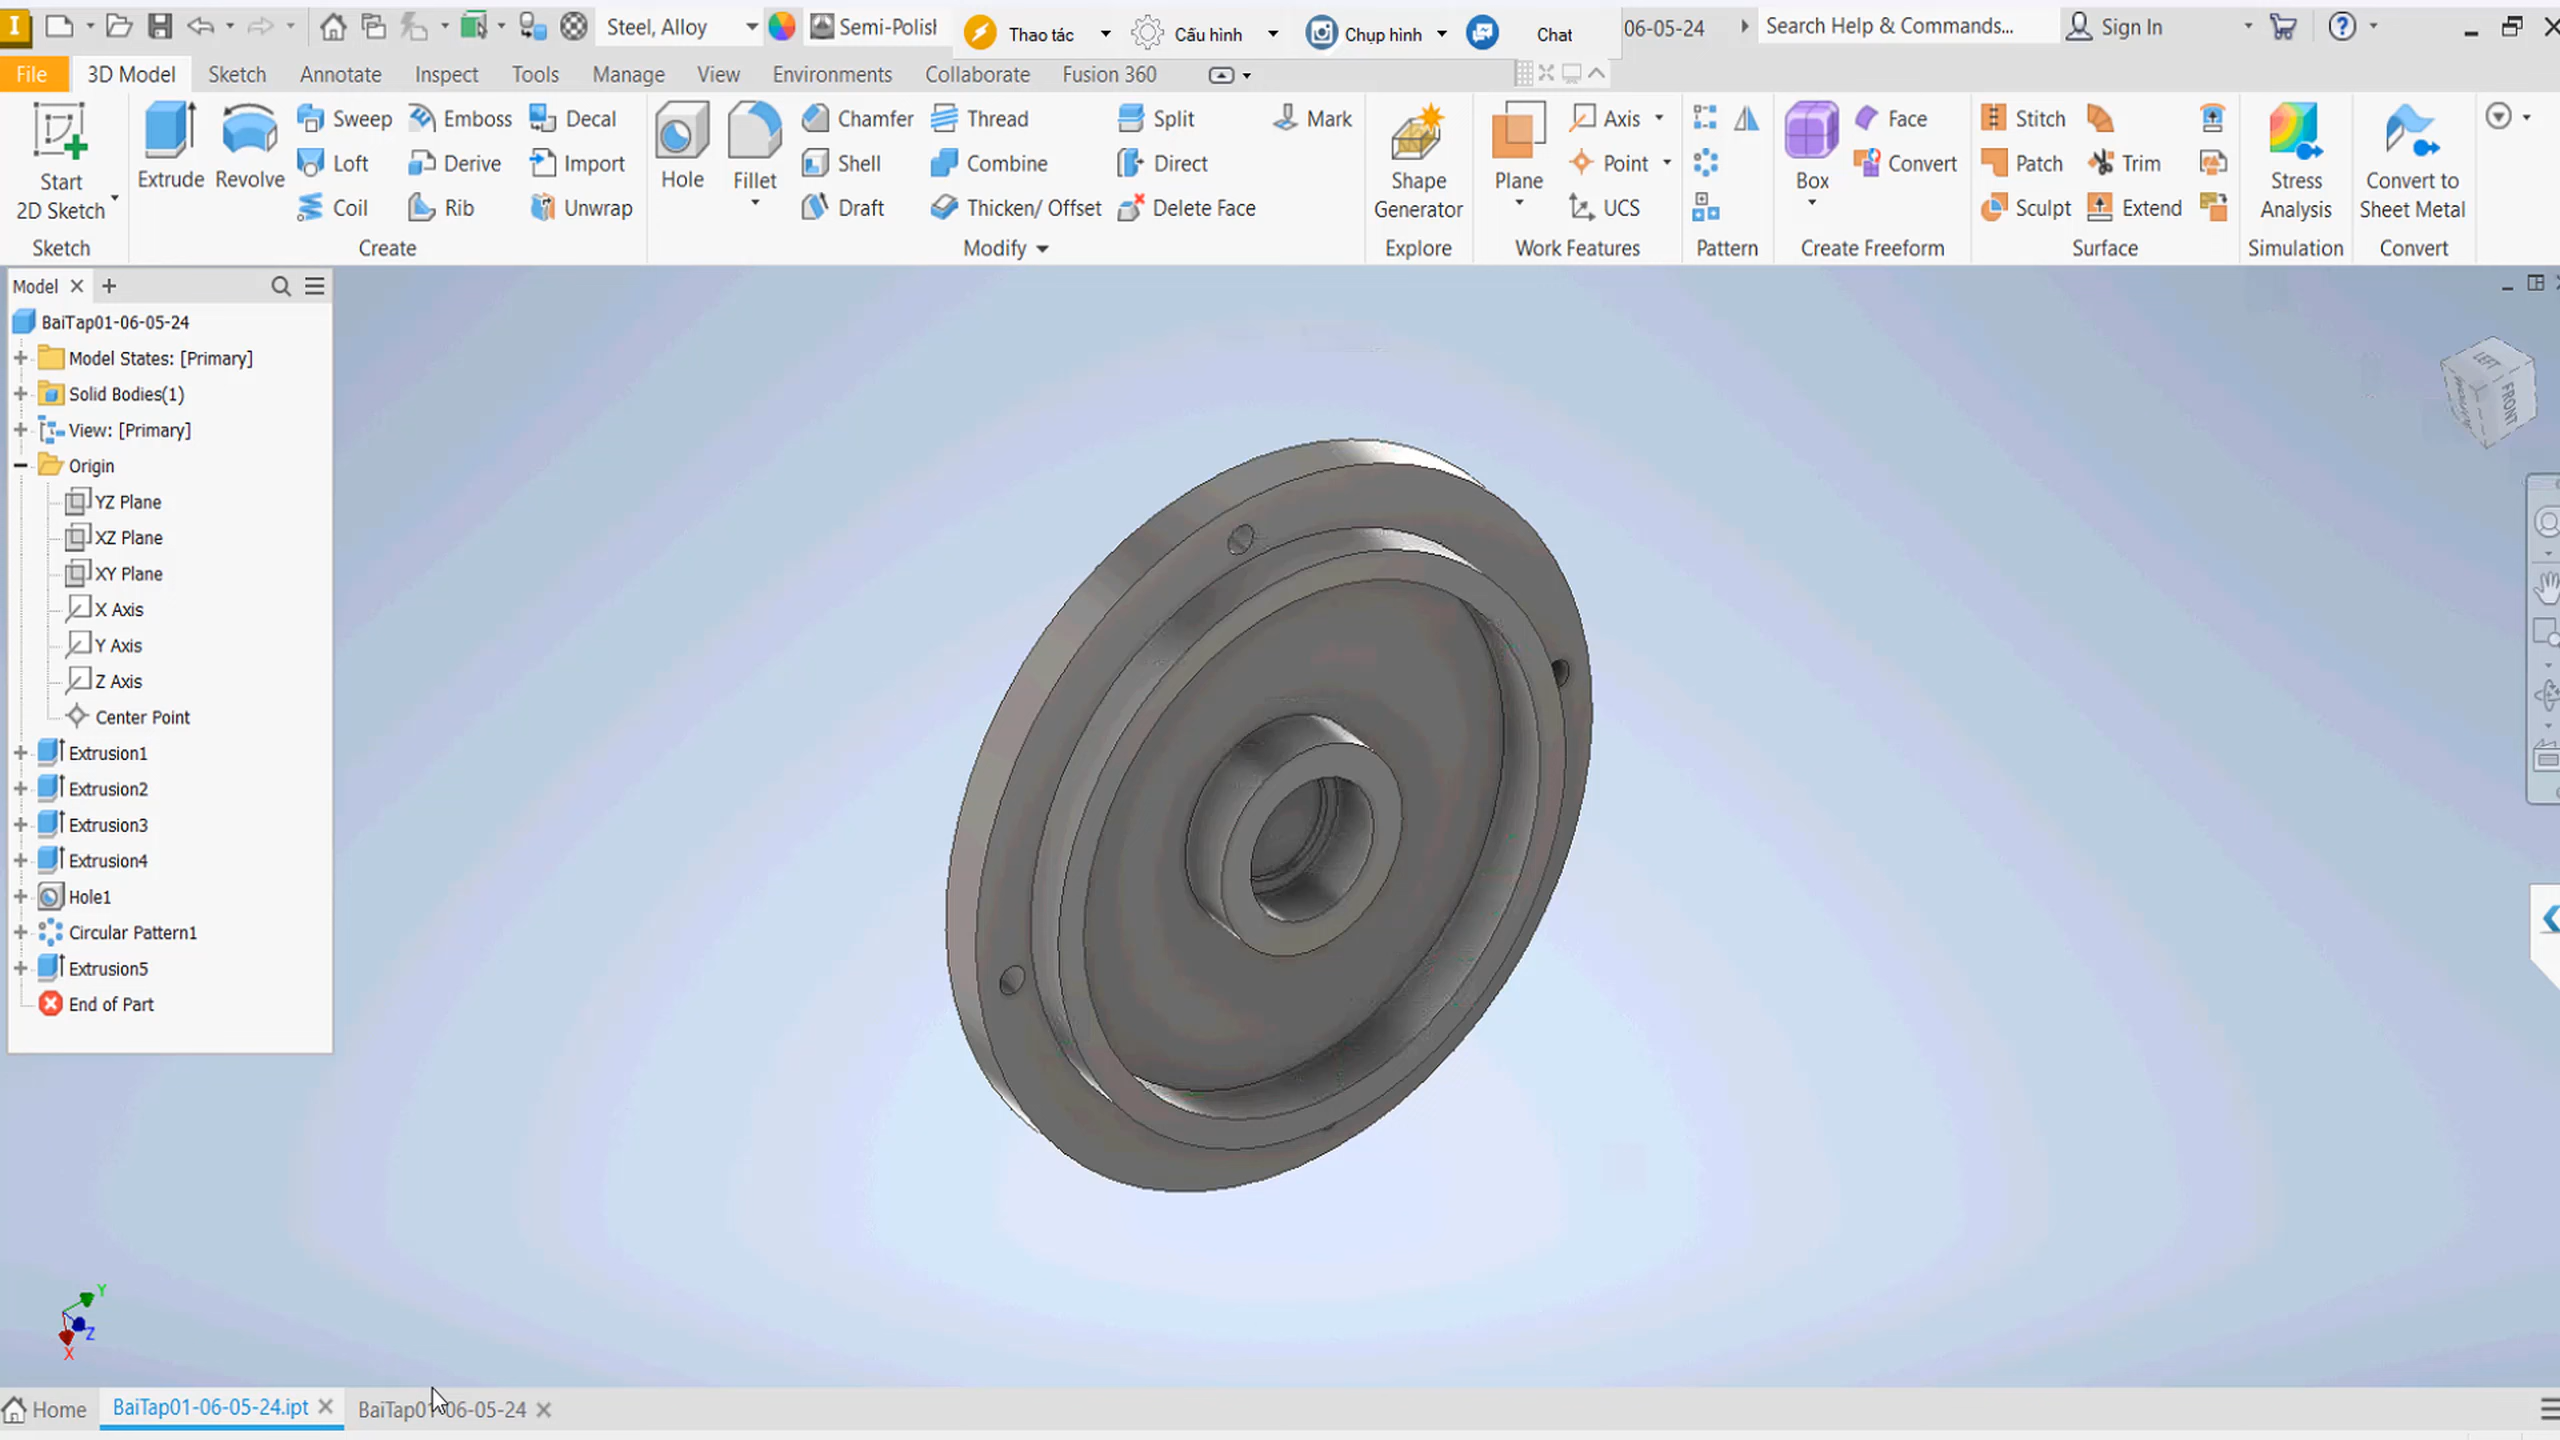 Steel, Alloy
Semi-Polish
Thao tác
Cấu hình
Chụp hình
Chat
06-05-24
Search Help & Commands...
Sign In
File
3D Model
Sketch
Annotate
Inspect
Tools
Manage
View
Environments
Collaborate
Fusion 360
Start
2D Sketch
Sketch
Extrude
Revolve
Sweep
Loft
Coil
Emboss
Derive
Rib
Decal
Import
Unwrap
Create
Hole
Fillet
Chamfer
Shell
Draft
Thread
Combine
Thicken/ Offset
Split
Direct
Delete Face
Mark
Modify
Shape
Generator
Explore
Plane
Axis
Point
UCS
Work Features
Pattern
Box
Face
Convert
Create Freeform
Stitch
Patch
Sculpt
Trim
Extend
Surface
Stress
Analysis
Simulation
Convert to
Sheet Metal
Convert
Model
BaiTap01-06-05-24
Model States: [Primary]
Solid Bodies(1)
View: [Primary]
Origin
YZ Plane
XZ Plane
XY Plane
X Axis
Y Axis
Z Axis
Center Point
Extrusion1
Extrusion2
Extrusion3
Extrusion4
Hole1
Circular Pattern1
Extrusion5
End of Part
LEFT
FRONT
Y
Z
X
Home
BaiTap01-06-05-24.ipt
BaiTap01-06-05-24